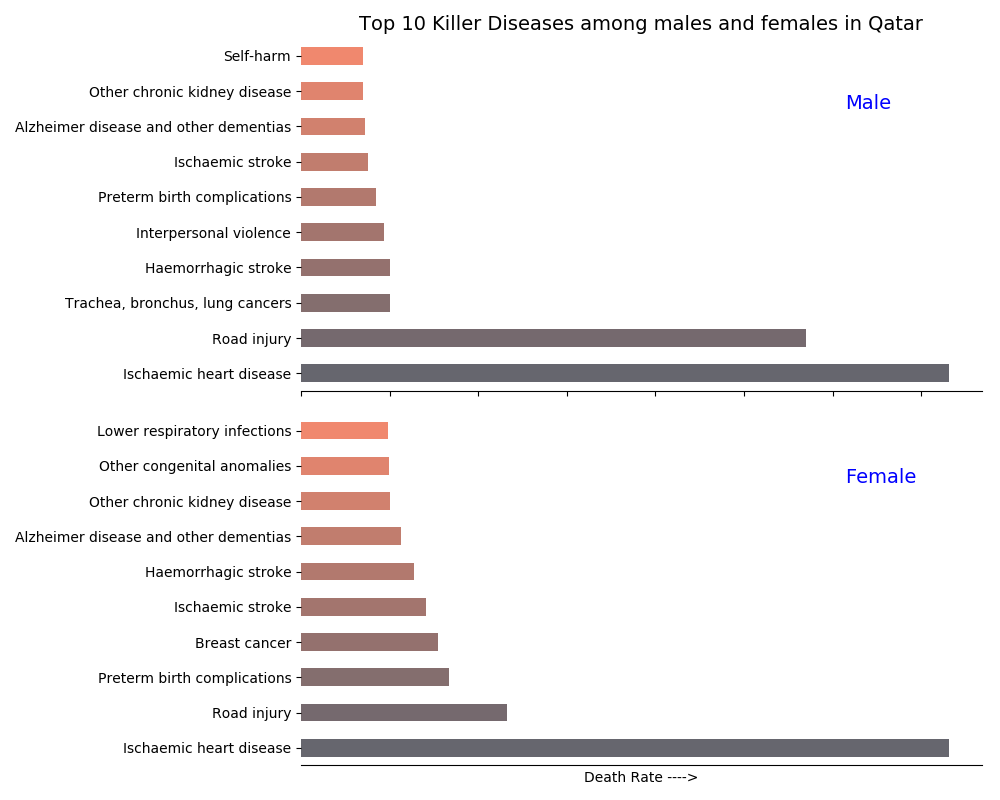 Top 10 Killer Diseases among males and females in Qatar
Self-harm
Other chronic kidney disease
Male
Alzheimer disease and other dementias
Ischaemic stroke
Preterm birth complications
Interpersonal violence
Haemorrhagic stroke
Trachea, bronchus, lung cancers
Road injury
Ischaemic heart disease
Lower respiratory infections
Other congenital anomalies
Female
Other chronic kidney disease
Alzheimer disease and other dementias
Haemorrhagic stroke
Ischaemic stroke
Breast cancer
Preterm birth complications
Road injury
Ischaemic heart disease
Death Rate ---->